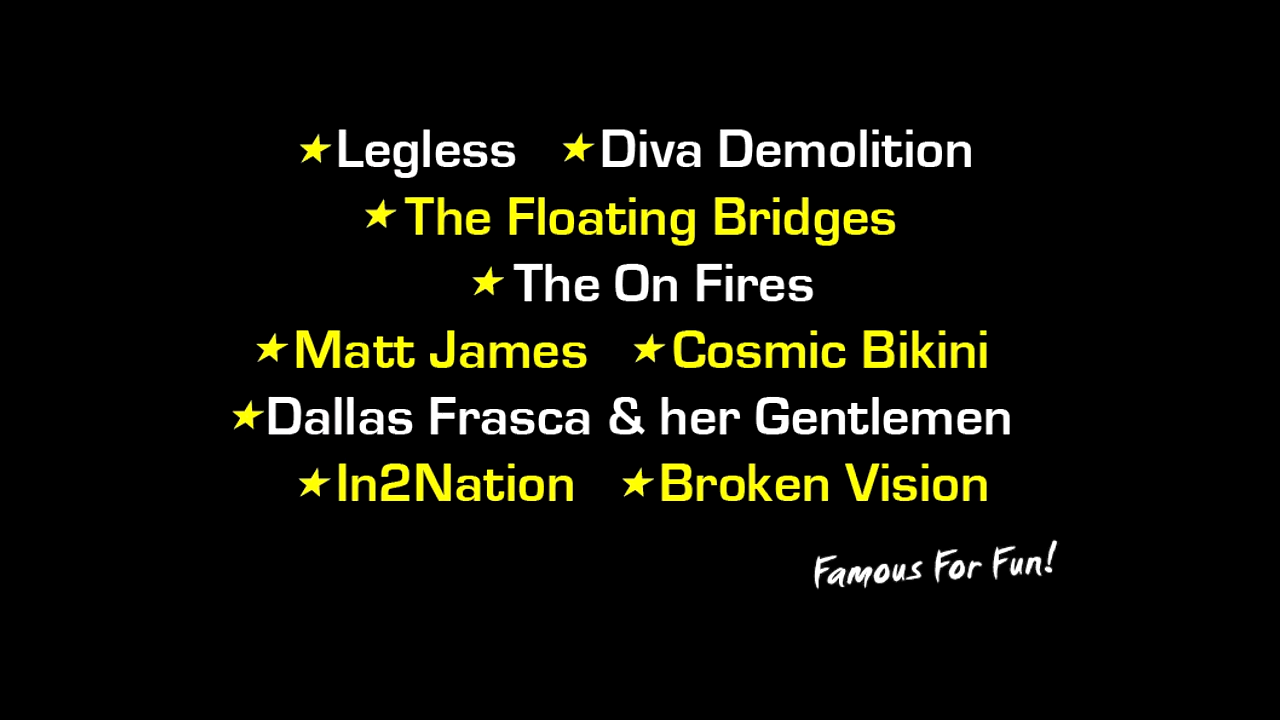 ★Legless ★Diva Demolition
★The Floating Bridges
★The On Fires
★Matt James ★Cosmic Bikini
★Dallas Frasca & her Gentlemen
★In2Nation ★Broken Vision
Famous For Fun!